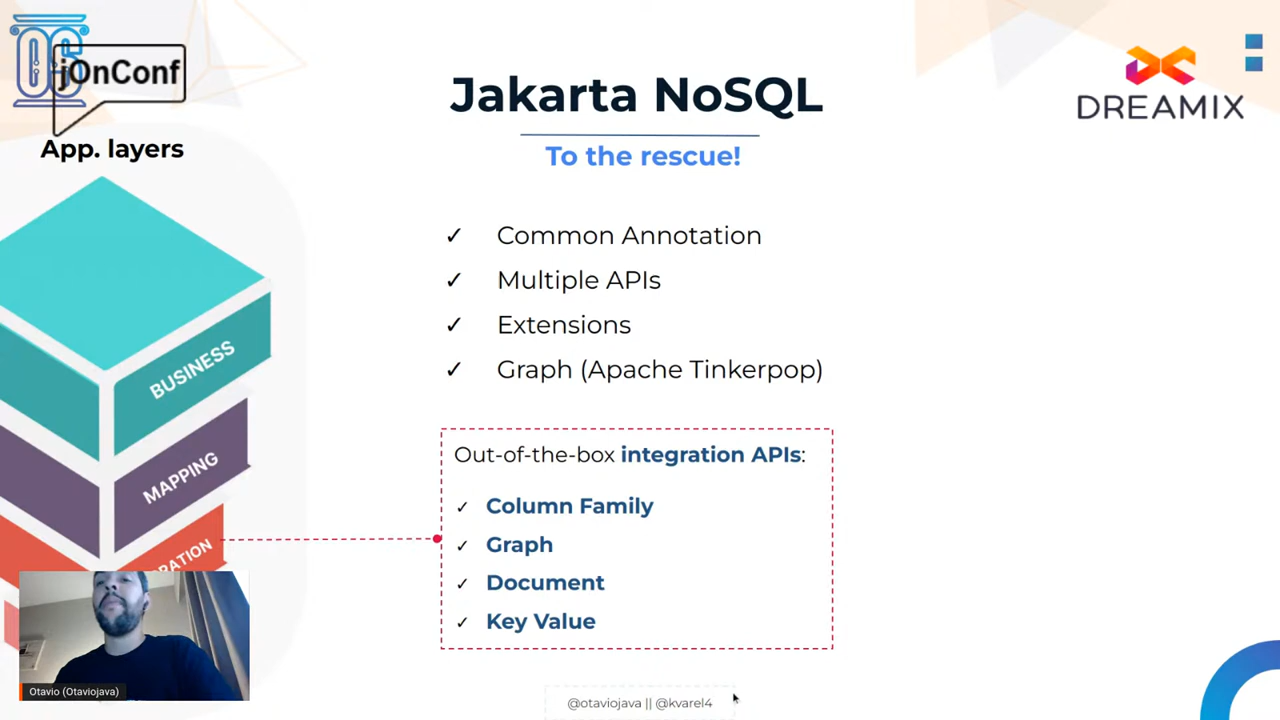 OS
jOnConf
App. layers
Jakarta NoSQL
To the rescue!
DREAMIX
✓ Common Annotation
✓ Multiple APIs
✓ Extensions
✓ Graph (Apache Tinkerpop)
BUSINESS
MAPPING
RATION
Out-of-the-box integration APIs:
✓ Column Family
✓ Graph
✓ Document
✓ Key Value
Otavio (Otaviojava)
@otaviojava || @kvarel4